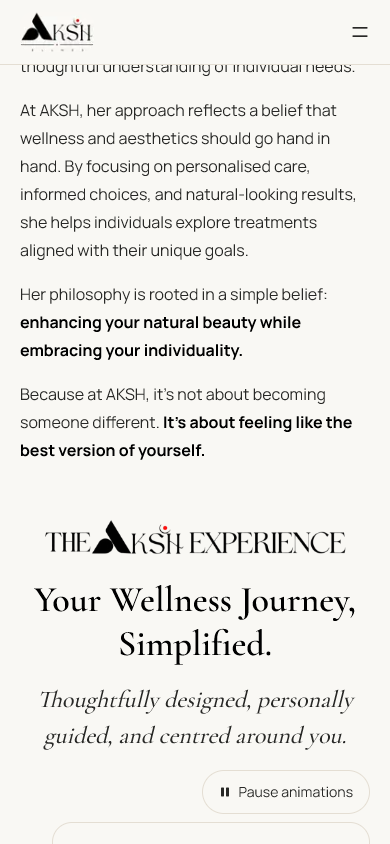 AKSH
thoughtful understanding of individual needs.
At AKSH, her approach reflects a belief that
wellness and aesthetics should go hand in
hand. By focusing on personalised care,
informed choices, and natural-looking results,
she helps individuals explore treatments
aligned with their unique goals.
Her philosophy is rooted in a simple belief:
enhancing your natural beauty while
embracing your individuality.
Because at AKSH, it's not about becoming
someone different. It's about feeling like the
best version of yourself.
THE AKSH EXPERIENCE
Your Wellness Journey,
Simplified.
Thoughtfully designed, personally
guided, and centred around you.
Pause animations